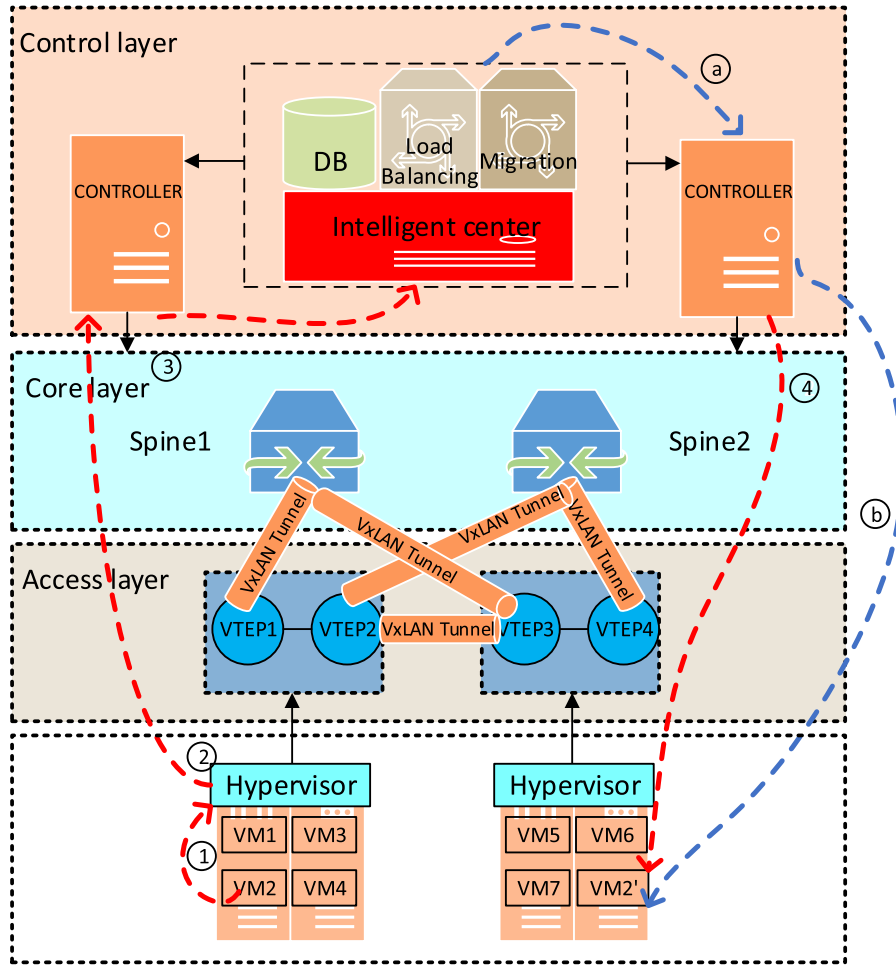 Control layer
ⓐ
DB
Load
Balancing
Migration
CONTROLLER
CONTROLLER
Intelligent center
③
④
Core layer
Spine1
Spine2
ⓑ
VxLAN Tunnel
VxLAN Tunnel
VxLAN Tunnel
VxLAN Tunnel
Access layer
VTEP1
VTEP2
VxLAN Tunnel
VTEP3
VTEP4
②
Hypervisor
Hypervisor
①
VM1
VM3
VM5
VM6
VM2
VM4
VM7
VM2'